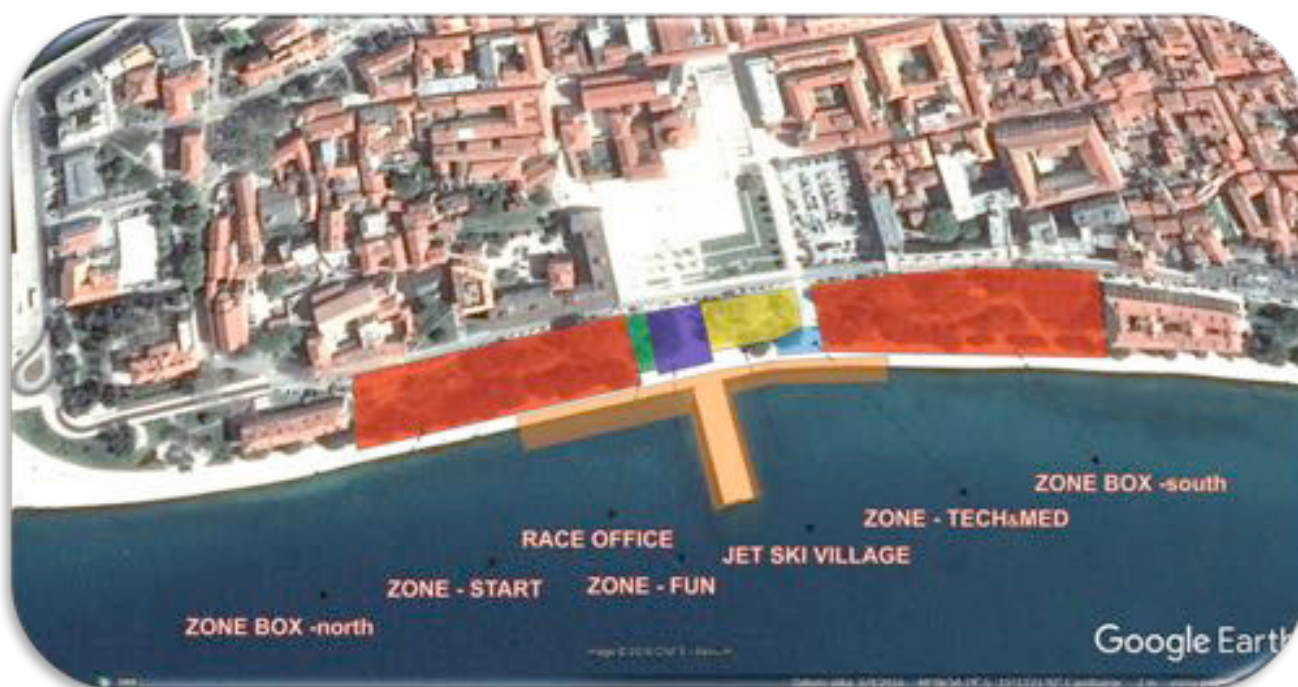 ZONE BOX -south
ZONE - TECH&MED
RACE OFFICE
JET SKI VILLAGE
ZONE - START
ZONE - FUN
ZONE BOX -north
Google Earth